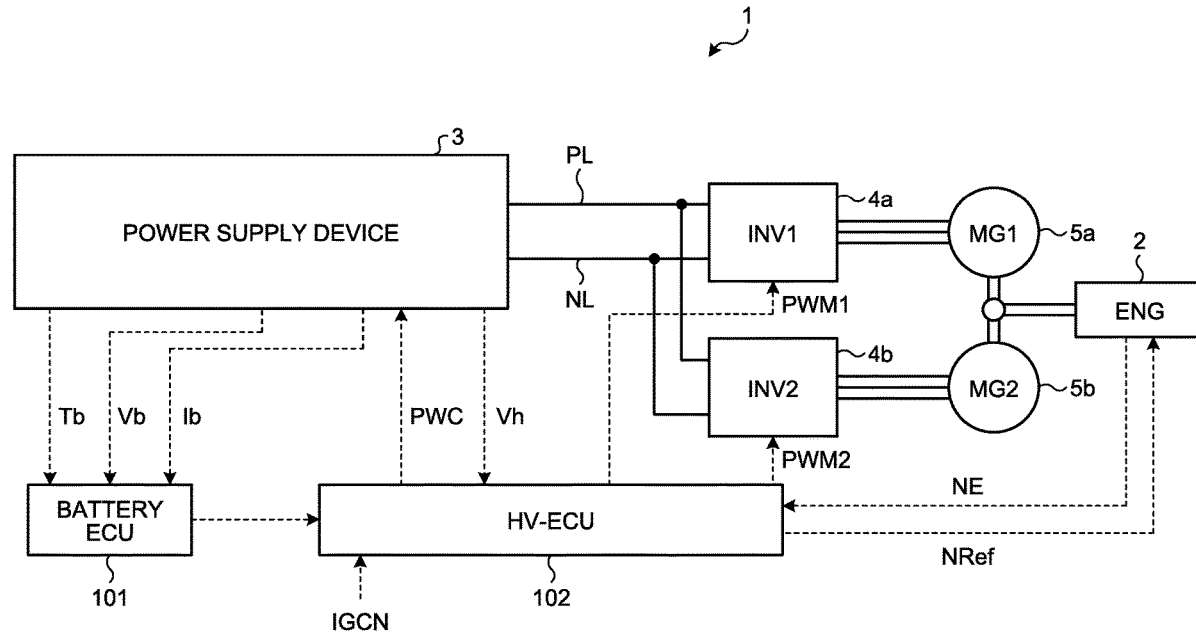 1
3
POWER SUPPLY DEVICE
PL
NL
4a
INV1
PWM1
MG1
5a
2
ENG
4b
INV2
PWM2
MG2
5b
Tb
Vb
Ib
PWC
Vh
NE
NRef
BATTERY
ECU
101
HV-ECU
102
IGCN